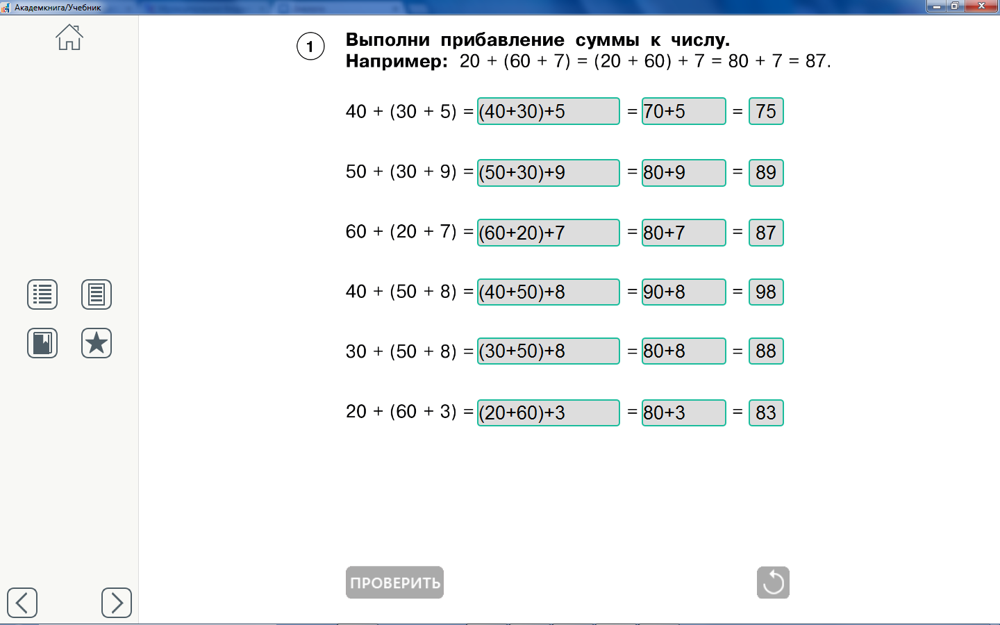 Академкнига/Учебник
1 Выполни прибавление суммы к числу.
Например: 20 + (60 + 7) = (20 + 60) + 7 = 80 + 7 = 87.
40 + (30 + 5) = (40+30)+5 = 70+5 = 75
50 + (30 + 9) = (50+30)+9 = 80+9 = 89
60 + (20 + 7) = (60+20)+7 = 80+7 = 87
40 + (50 + 8) = (40+50)+8 = 90+8 = 98
30 + (50 + 8) = (30+50)+8 = 80+8 = 88
20 + (60 + 3) = (20+60)+3 = 80+3 = 83
ПРОВЕРИТЬ